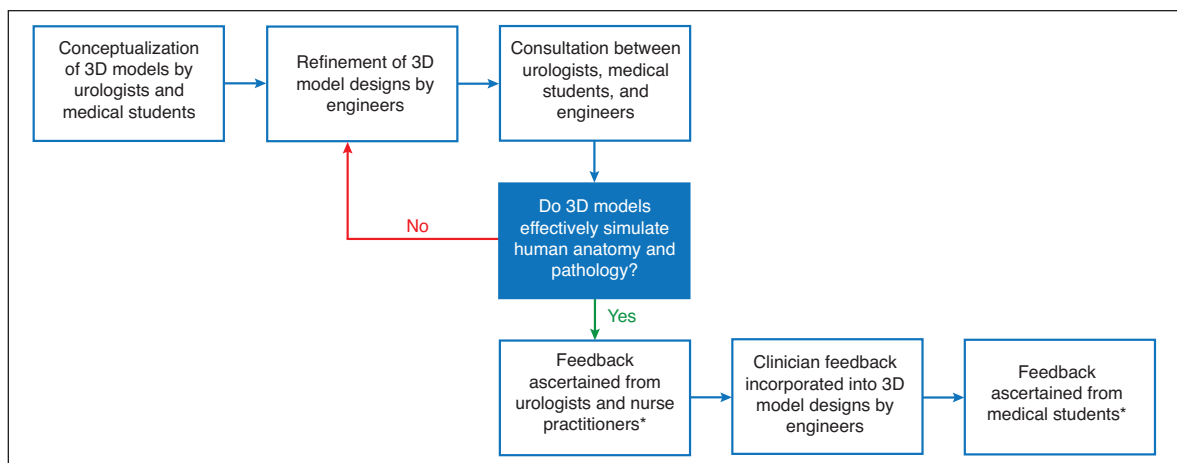 Conceptualization
of 3D models by
urologists and
medical students
Refinement of 3D
model designs by
engineers
Consultation between
urologists, medical
students, and
engineers
Do 3D models
effectively simulate
human anatomy and
pathology?
No
Yes
Feedback
ascertained from
urologists and nurse
practitioners*
Clinician feedback
incorporated into 3D
model designs by
engineers
Feedback
ascertained from
medical students*